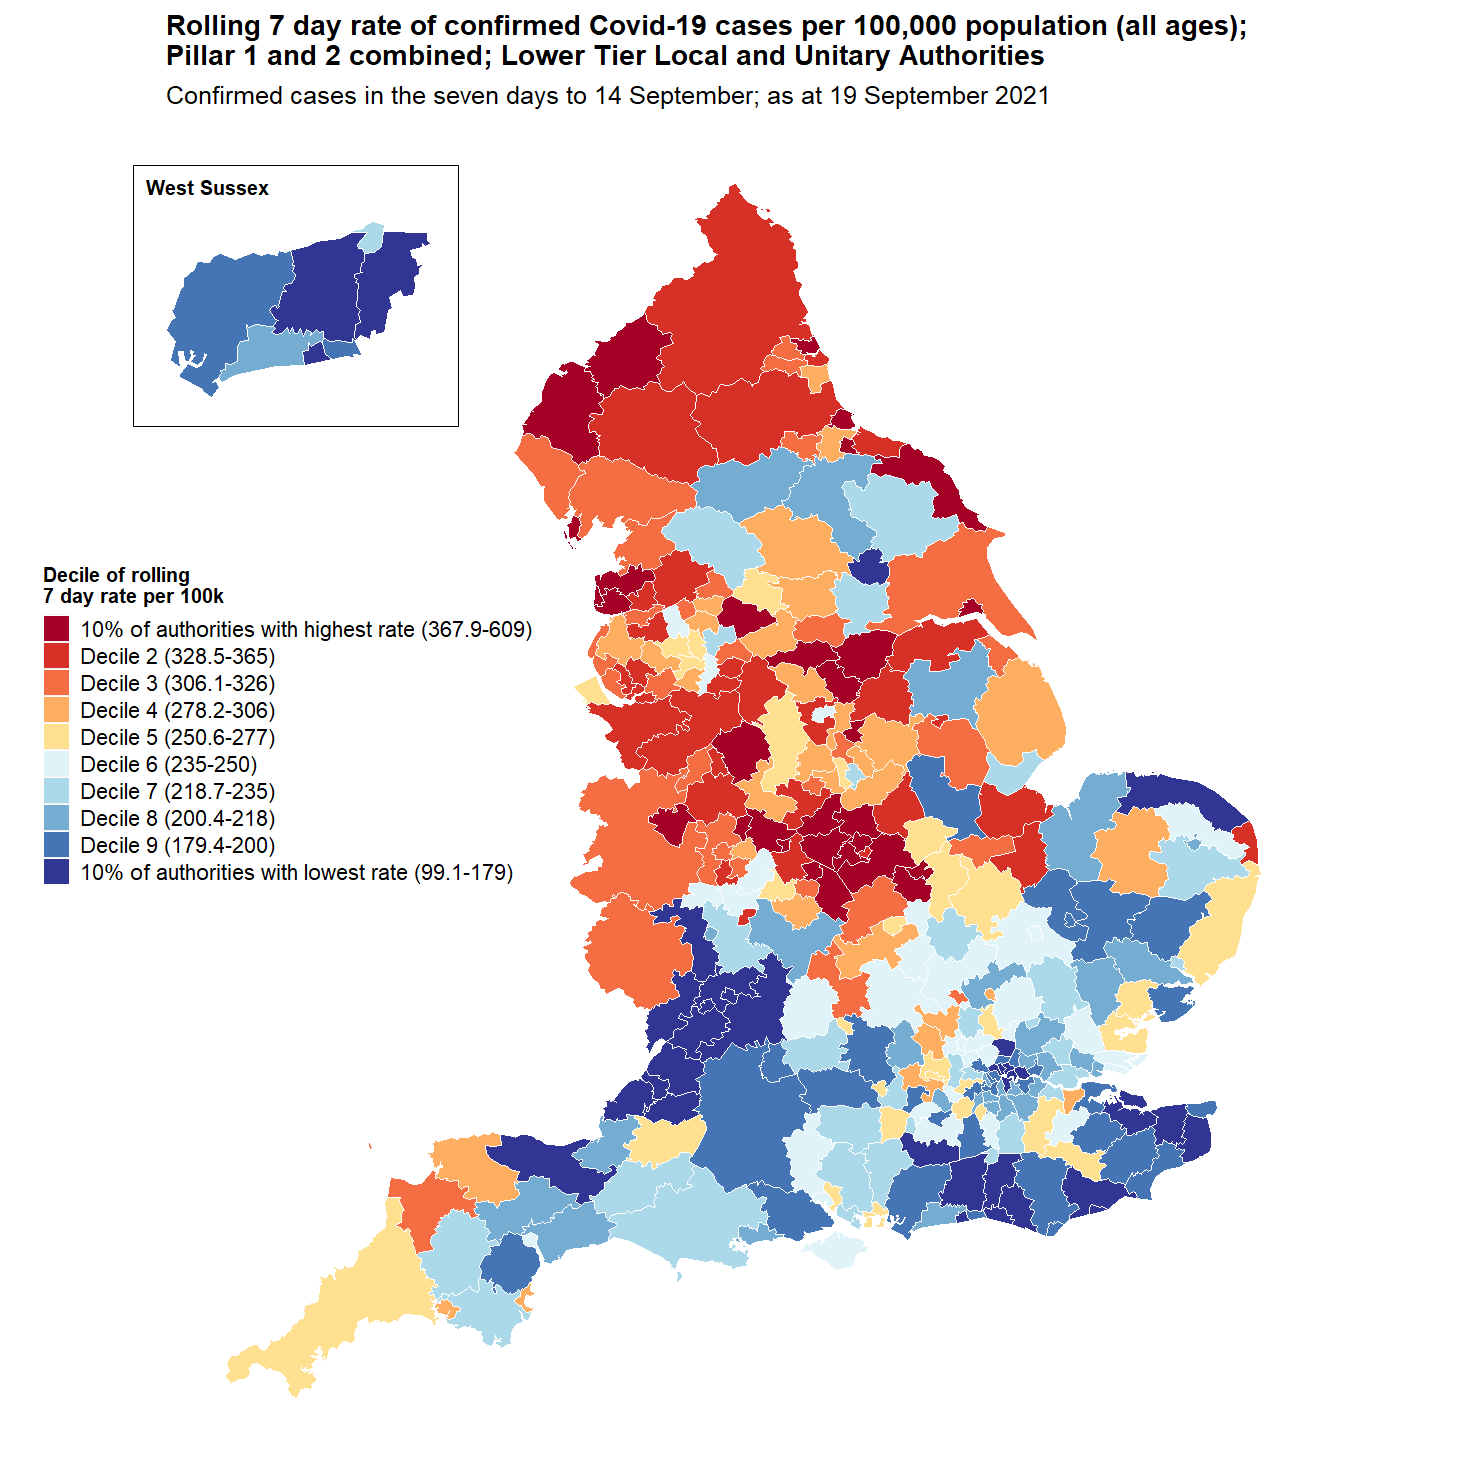 Rolling 7 day rate of confirmed Covid-19 cases per 100,000 population (all ages);
Pillar 1 and 2 combined; Lower Tier Local and Unitary Authorities
Confirmed cases in the seven days to 14 September; as at 19 September 2021
West Sussex
Decile of rolling
7 day rate per 100k
10% of authorities with highest rate (367.9-609)
Decile 2 (328.5-365)
Decile 3 (306.1-326)
Decile 4 (278.2-306)
Decile 5 (250.6-277)
Decile 6 (235-250)
Decile 7 (218.7-235)
Decile 8 (200.4-218)
Decile 9 (179.4-200)
10% of authorities with lowest rate (99.1-179)